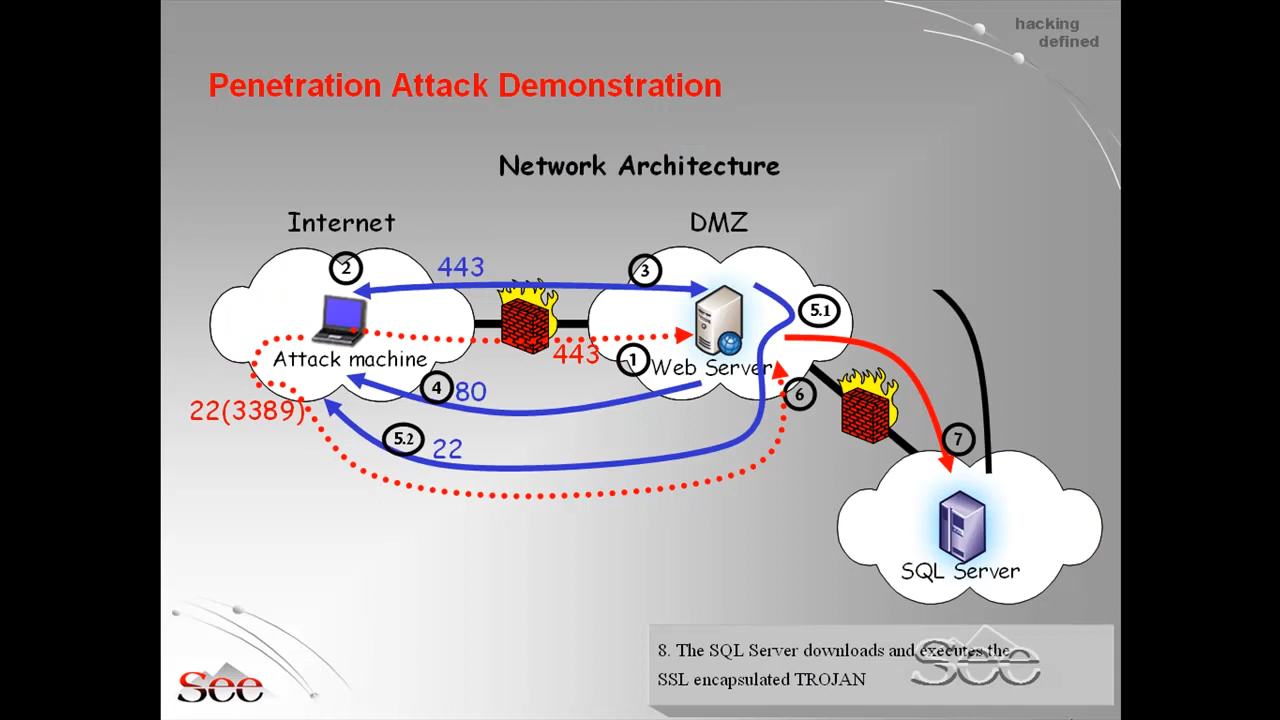 hacking
defined
Penetration Attack Demonstration
Network Architecture
Internet
DMZ
2
443
3
5.1
443
1
Attack machine
Web Server
4
80
6
22(3389)
5.2
22
7
SQL Server
8. The SQL Server downloads and executes the
SSL encapsulated TROJAN
See
See